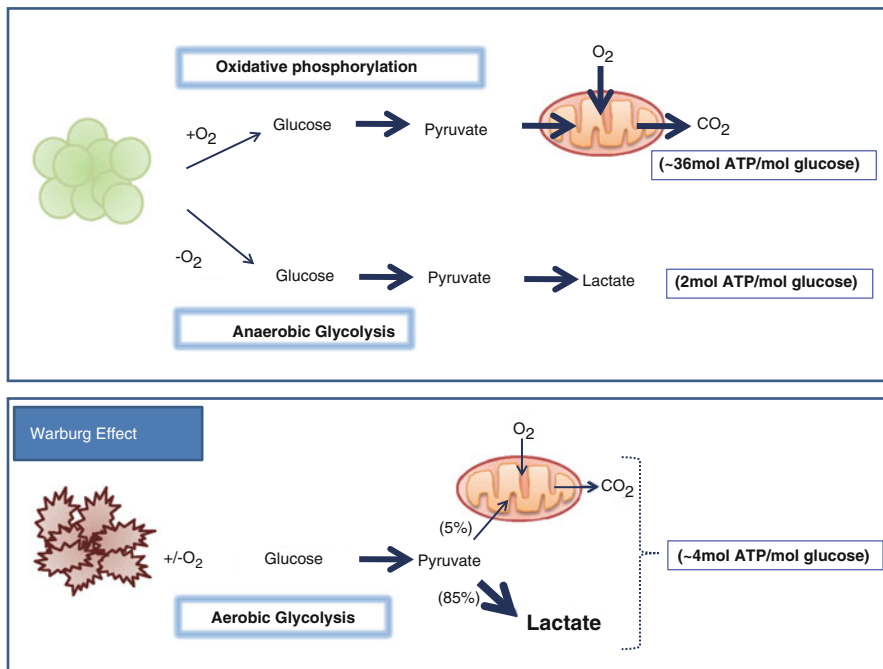 Oxidative phosphorylation
O₂
+O₂
Glucose
Pyruvate
CO₂
(~36mol ATP/mol glucose)
-O₂
Glucose
Pyruvate
Lactate
(2mol ATP/mol glucose)
Anaerobic Glycolysis
Warburg Effect
O₂
CO₂
(5%)
+/-O₂
Glucose
Pyruvate
(~4mol ATP/mol glucose)
(85%)
Aerobic Glycolysis
Lactate